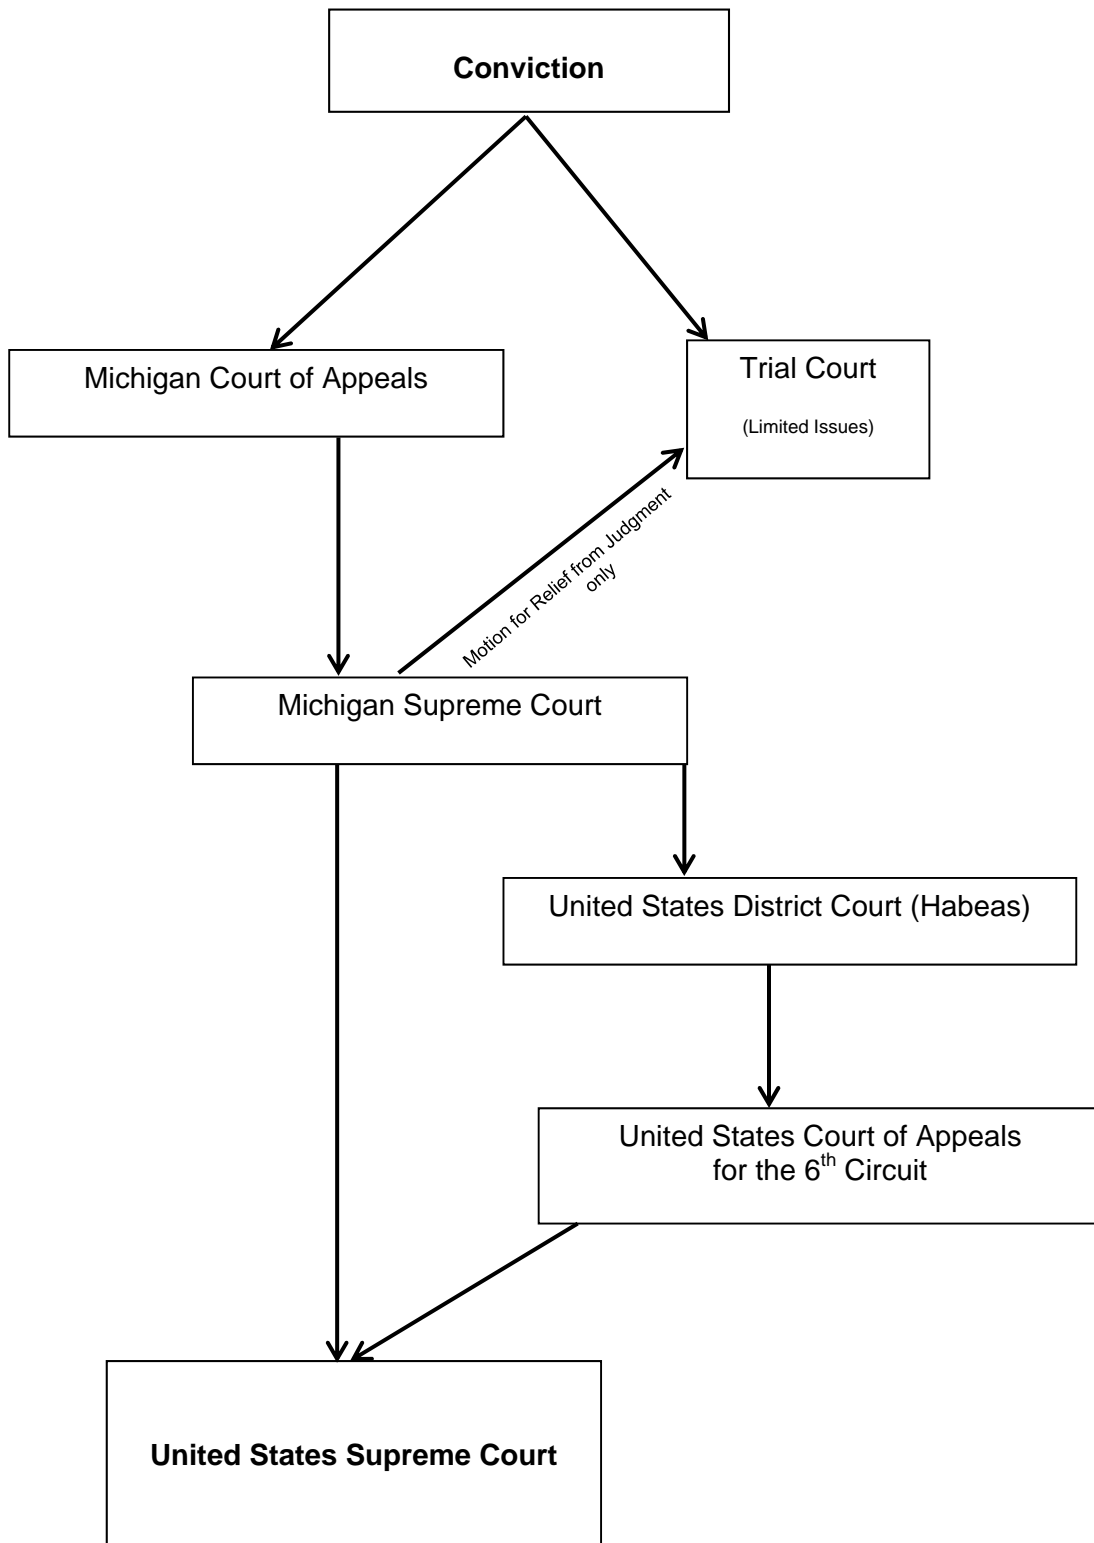 Conviction
Michigan Court of Appeals
Trial Court
(Limited Issues)
Motion for Relief from Judgment
only
Michigan Supreme Court
United States District Court (Habeas)
United States Court of Appeals
for the 6th Circuit
United States Supreme Court